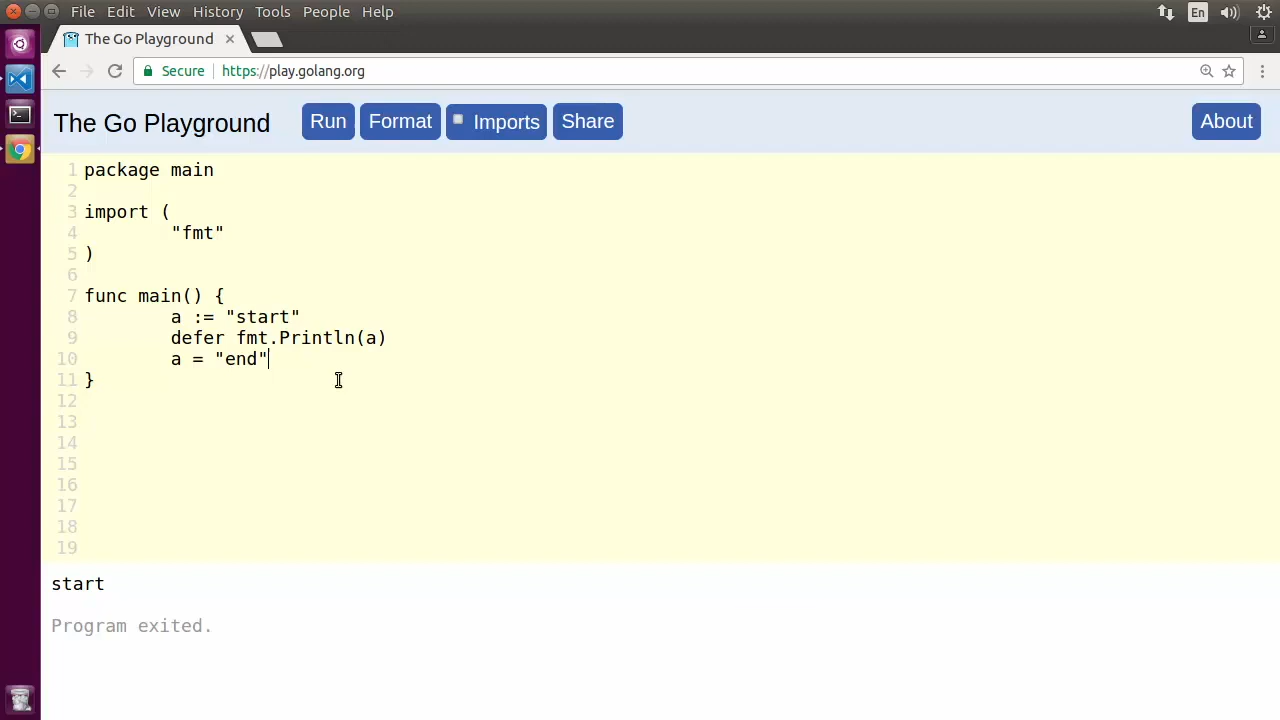 File Edit View History Tools People Help
En
The Go Playground
Secure https://play.golang.org
The Go Playground Run Format Imports Share About
1 package main
2
3 import (
4 "fmt"
5 )
6
7 func main() {
8 a := "start"
9 defer fmt.Println(a)
10 a = "end"
11 }
12
13
14
15
16
17
18
19
start
Program exited.